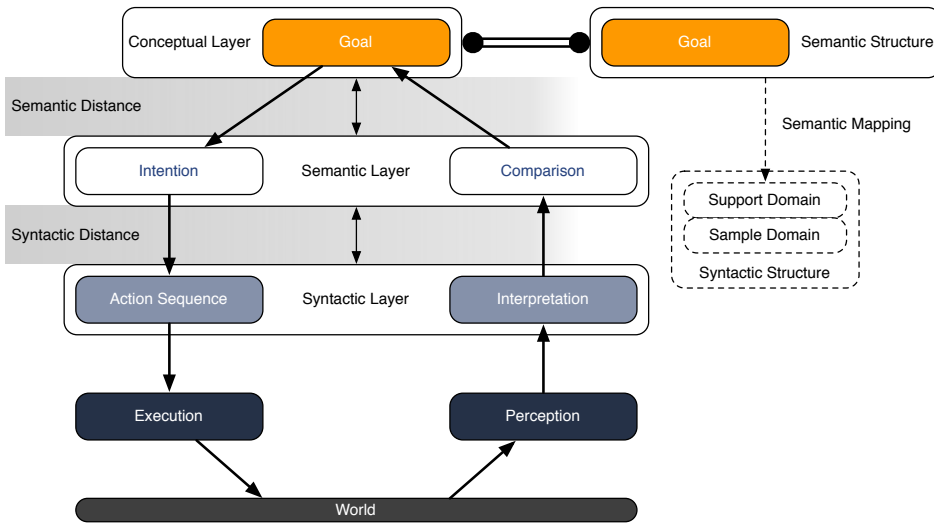 Conceptual Layer
Goal
Goal
Semantic Structure
Semantic Distance
Semantic Mapping
Intention
Semantic Layer
Comparison
Support Domain
Syntactic Distance
Sample Domain
Syntactic Structure
Action Sequence
Syntactic Layer
Interpretation
Execution
Perception
World